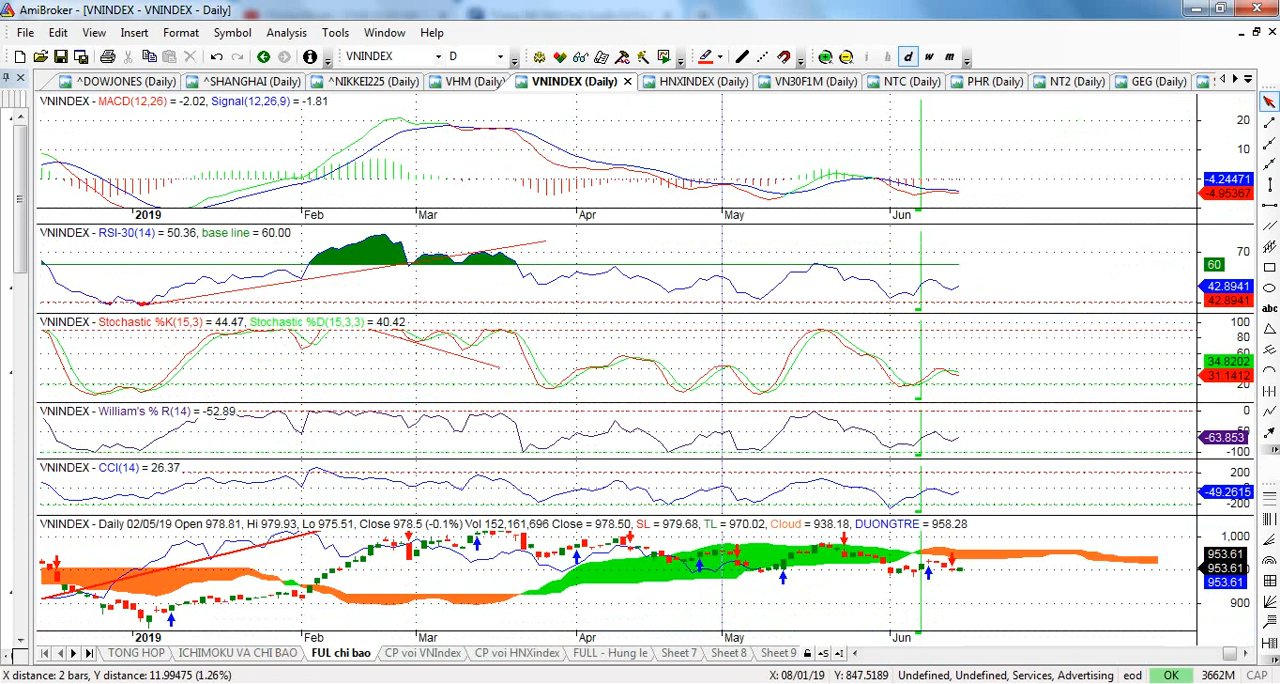 AmiBroker - [VNINDEX - VNINDEX - Daily]
File Edit View Insert Format Symbol Analysis Tools Window Help
VNINDEX D i h d w m
^DOWJONES (Daily) ^SHANGHAI (Daily) ^NIKKEI225 (Daily) VHM (Daily) VNINDEX (Daily) HNXINDEX (Daily) VN30F1M (Daily) NTC (Daily) PHR (Daily) NT2 (Daily) GEG (Daily)
VNINDEX - MACD(12,26) = -2.02, Signal(12,26,9) = -1.81
20
10
-4.24471
-4.95367
2019 Feb Mar Apr May Jun
VNINDEX - RSI-30(14) = 50.36, base line = 60.00
70
60
42.8941
42.8941
VNINDEX - Stochastic %K(15,3) = 44.47, Stochastic %D(15,3,3) = 40.42
100
80
60
34.8202
31.1412
20
VNINDEX - William's % R(14) = -52.89
0
-63.853
-100
VNINDEX - CCI(14) = 26.37
200
-49.2615
-200
VNINDEX - Daily 02/05/19 Open 978.81, Hi 979.93, Lo 975.51, Close 978.5 (-0.1%) Vol 152,161,696 Close = 978.50, SL = 979.68, TL = 970.02, Cloud = 938.18, DUONGTRE = 958.28
1,000
953.61
953.61
953.61
900
2019 Feb Mar Apr May Jun
TONG HOP ICHIMOKU VA CHI BAO FUL chi bao CP voi VNIndex CP voi HNXindex FULL - Hung le Sheet 7 Sheet 8 Sheet 9
X distance: 2 bars, Y distance: 11.99475 (1.26%) X: 08/01/19 Y: 847.5189 Undefined, Undefined, Services, Advertising eod OK 3662M CAP
abc